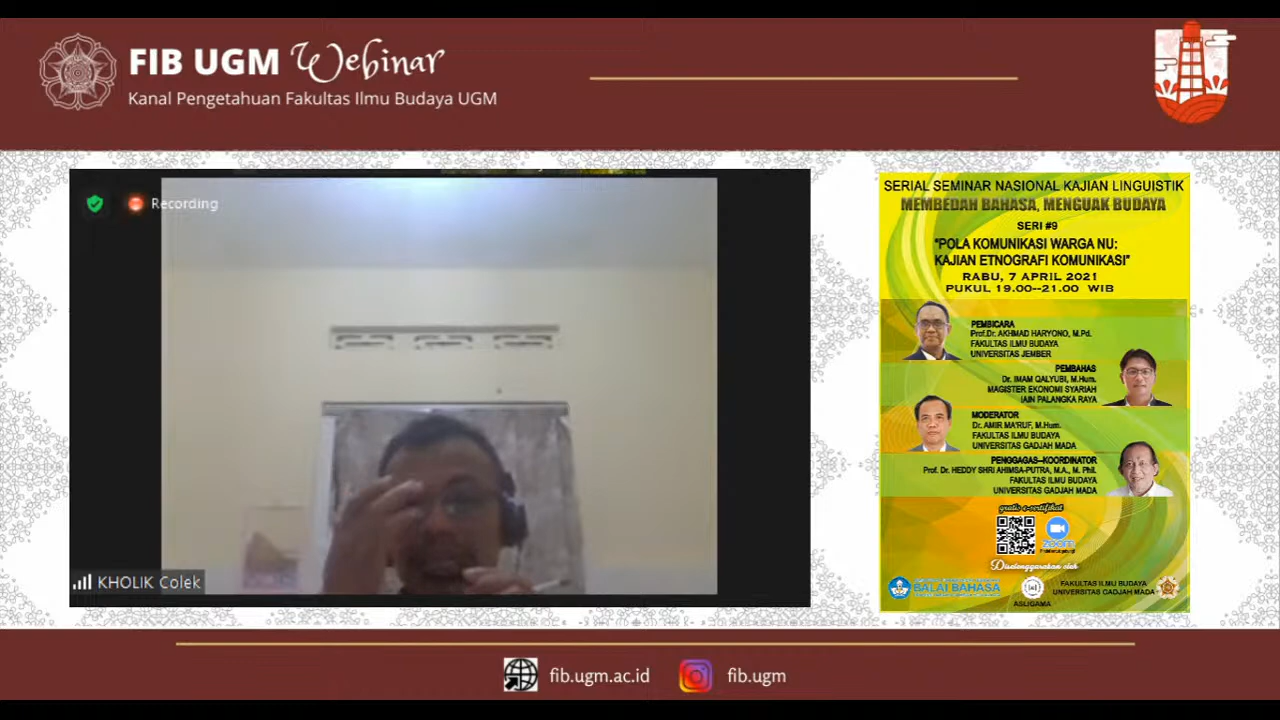 FIB UGM Webinar
Kanal Pengetahuan Fakultas Ilmu Budaya UGM
Recording
KHOLIK Colek
SERIAL SEMINAR NASIONAL KAJIAN LINGUISTIK
MEMBEDAH BAHASA, MENGUAK BUDAYA
SERI #9
"POLA KOMUNIKASI WARGA NU:
KAJIAN ETNOGRAFI KOMUNIKASI"
RABU, 7 APRIL 2021
PUKUL 19.00--21.00 WIB
PEMBICARA
Prof.Dr. AKHMAD HARYONO, M.Pd.
FAKULTAS ILMU BUDAYA
UNIVERSITAS JEMBER
PEMBAHAS
Dr. IMAM QALYUBI, M.Hum.
MAGISTER EKONOMI SYARIAH
IAIN PALANGKA RAYA
MODERATOR
Dr. AMIR MA'RUF, M.Hum.
FAKULTAS ILMU BUDAYA
UNIVERSITAS GADJAH MADA
PENGGAGAS--KOORDINATOR
Prof. Dr. HEDDY SHRI AHIMSA-PUTRA, M.A., M. Phil.
FAKULTAS ILMU BUDAYA
UNIVERSITAS GADJAH MADA
gratis e-sertifikat
zoom
Diselenggarakan oleh
BALAI BAHASA
ASLIGAMA
FAKULTAS ILMU BUDAYA
UNIVERSITAS GADJAH MADA
fib.ugm.ac.id
fib.ugm